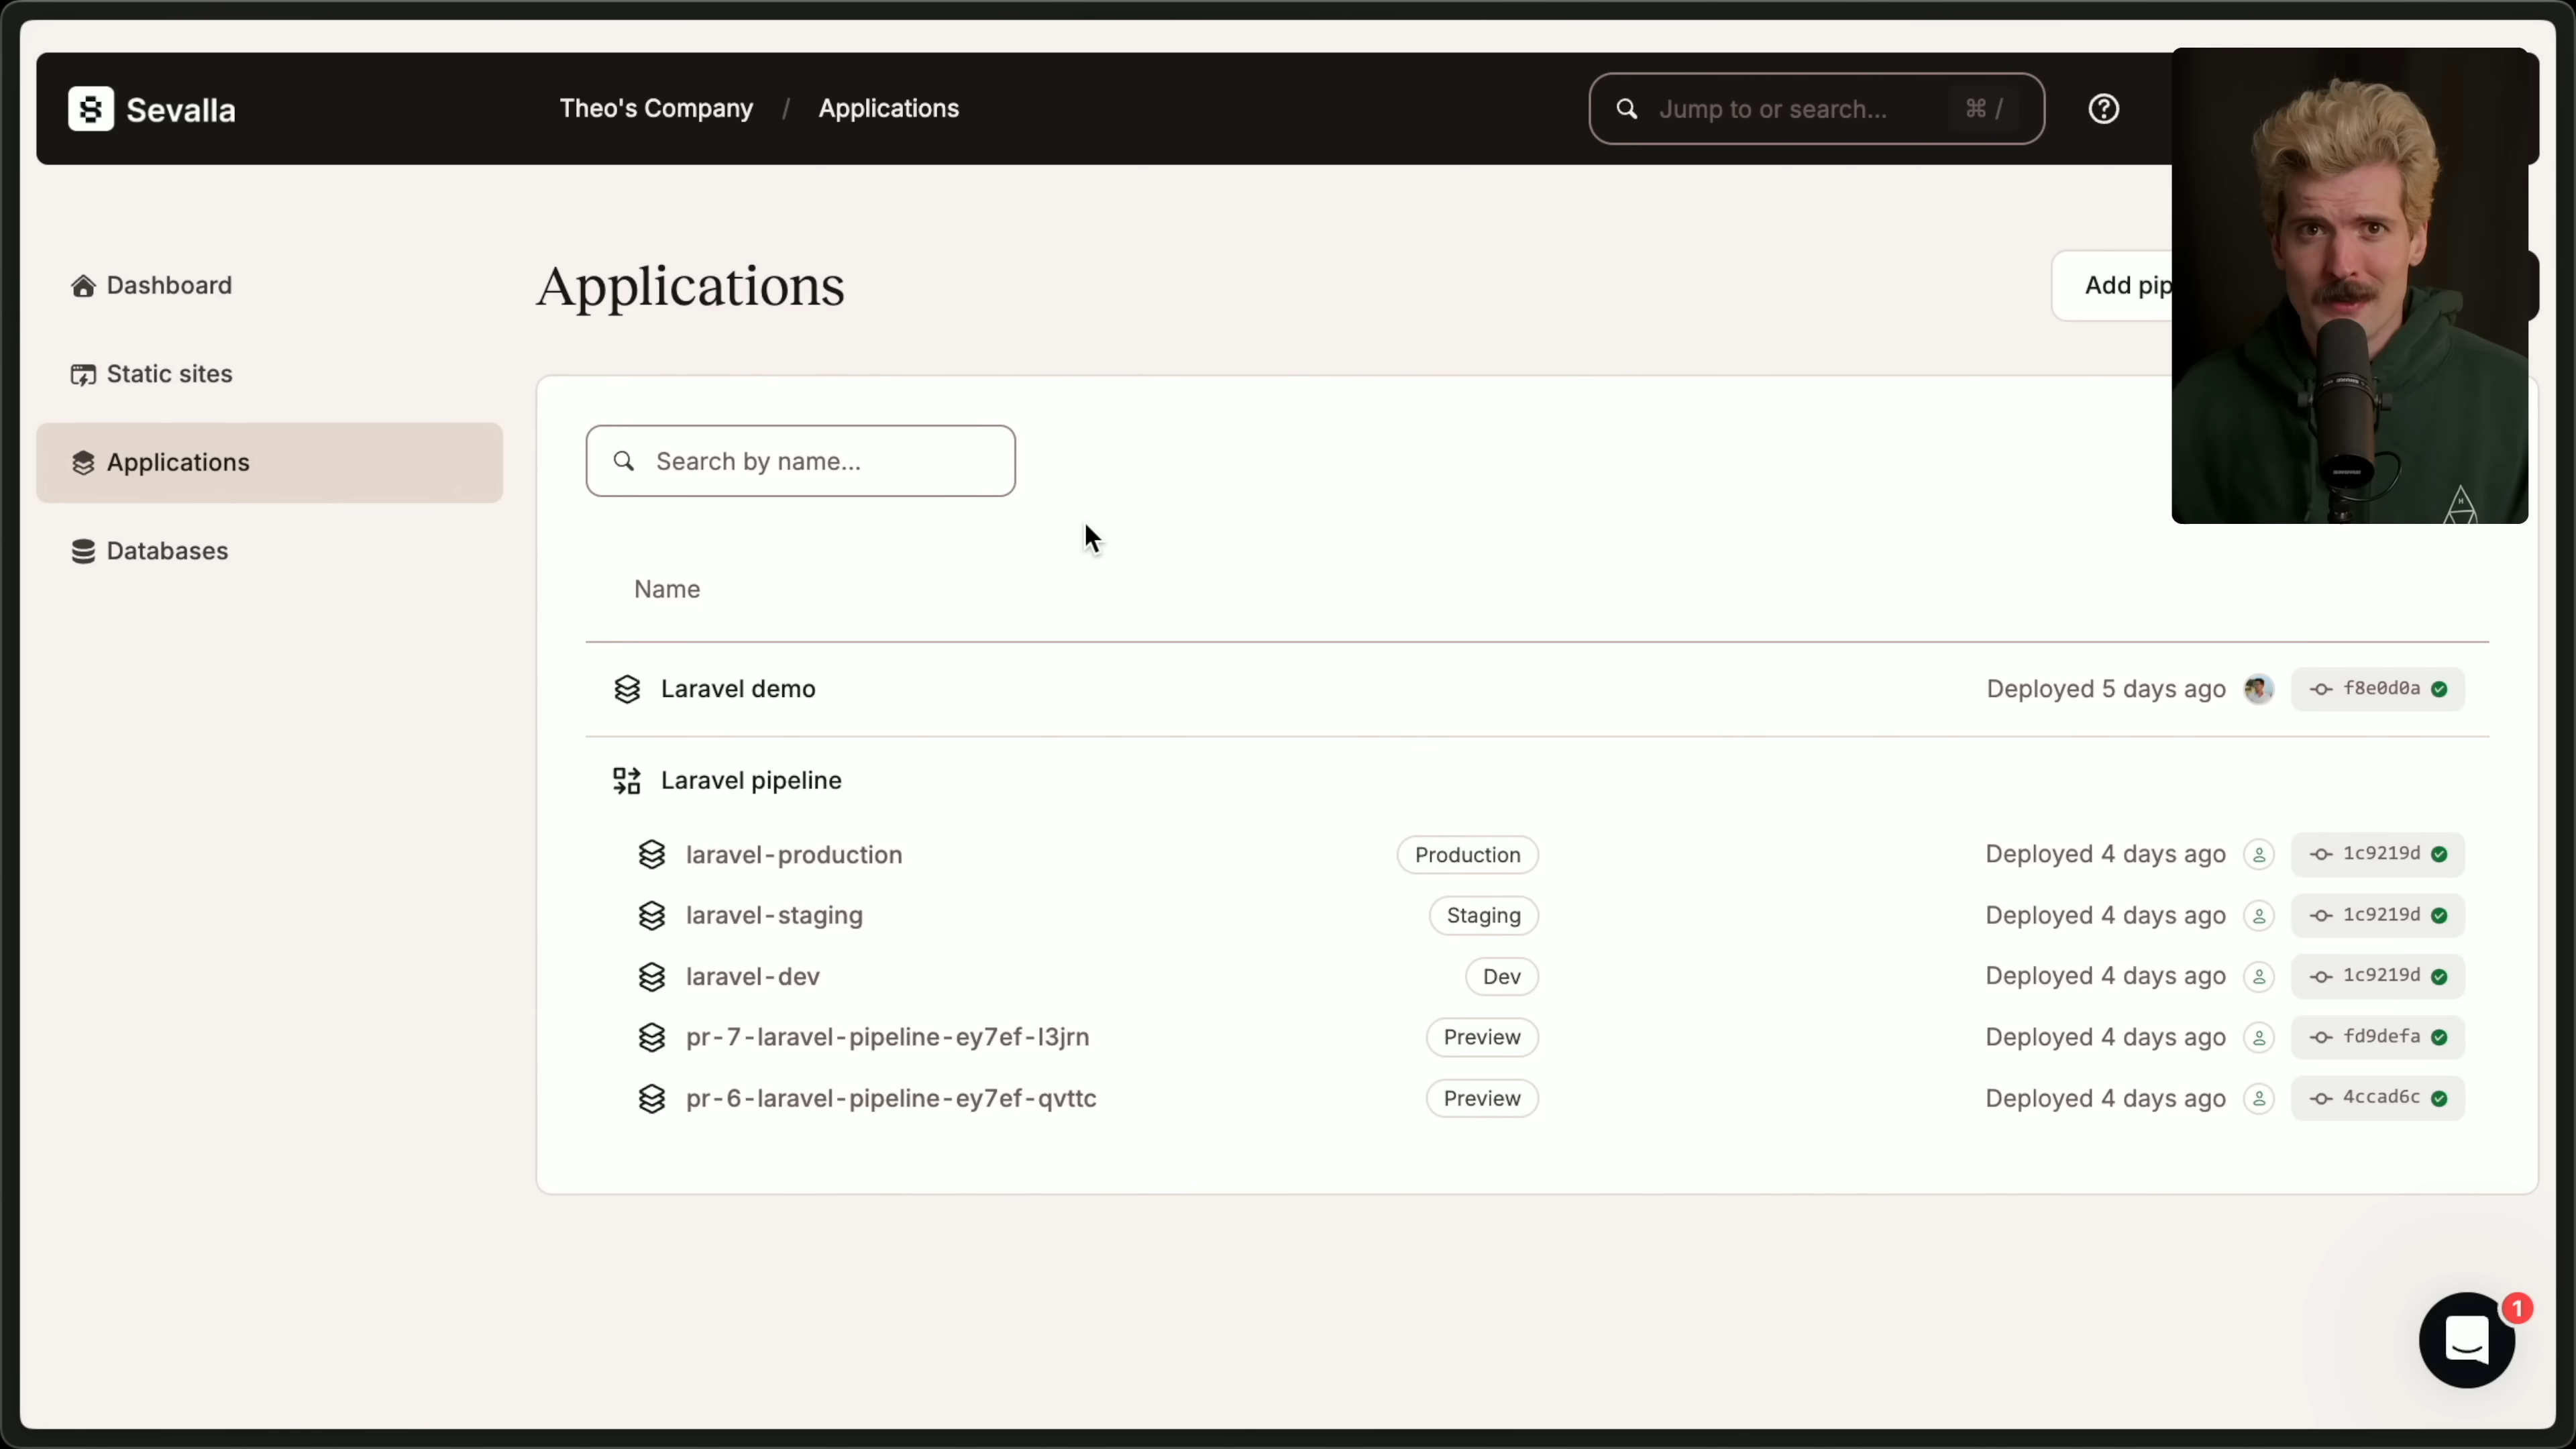 Sevalla
Theo's Company / Applications
Jump to or search... ⌘ /
Dashboard
Static sites
Applications
Databases
Applications
Add pip
Search by name...
Name
Laravel demo Deployed 5 days ago f8e0d0a
Laravel pipeline
laravel-production Production Deployed 4 days ago 1c9219d
laravel-staging Staging Deployed 4 days ago 1c9219d
laravel-dev Dev Deployed 4 days ago 1c9219d
pr-7-laravel-pipeline-ey7ef-l3jrn Preview Deployed 4 days ago fd9defa
pr-6-laravel-pipeline-ey7ef-qvttc Preview Deployed 4 days ago 4ccad6c
1